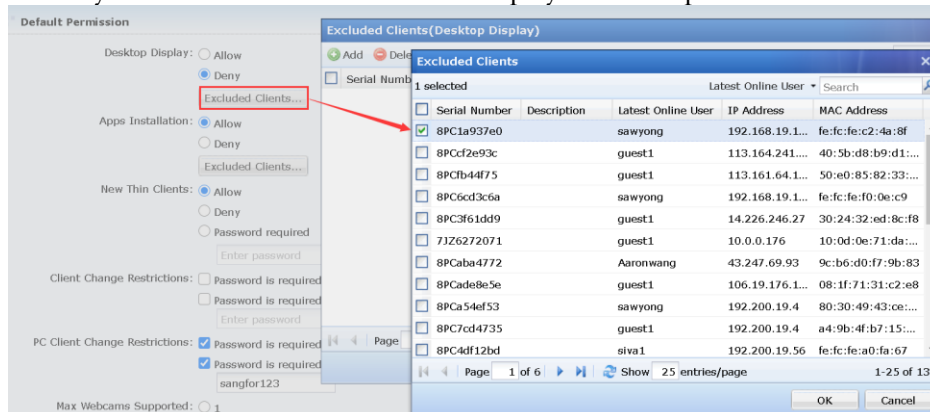 Default Permission
Desktop Display: Allow
Deny
Excluded Clients...
Apps Installation: Allow
Deny
Excluded Clients...
New Thin Clients: Allow
Deny
Password required
Enter password
Client Change Restrictions: Password is required
Password is required
Enter password
PC Client Change Restrictions: Password is required
Password is required
sangfor123
Max Webcams Supported: 1
Excluded Clients(Desktop Display)
Add Dele
Serial Numb
Page
Excluded Clients
1 selected Latest Online User Search
Serial Number Description Latest Online User IP Address MAC Address
8PC1a937e0 sawyong 192.168.19.1... fe:fc:fe:c2:4a:8f
8PCcf2e93c guest1 113.164.241.... 40:5b:d8:b9:d1:...
8PCfb44f75 guest1 113.161.64.1... 50:e0:85:82:33:...
8PC6cd3c6a sawyong 192.168.19.1... fe:fc:fe:f0:0e:c9
8PC3f61dd9 guest1 14.226.246.27 30:24:32:ed:8c:f8
7JZ6272071 guest1 10.0.0.176 10:0d:0e:71:da:...
8PCaba4772 Aaronwang 43.247.69.93 9c:b6:d0:f7:9b:83
8PCade8e5e guest1 106.19.176.1... 08:1f:71:31:c2:e8
8PCa54ef53 sawyong 192.200.19.4 80:30:49:43:ce:...
8PC7cd4735 guest1 192.200.19.4 a4:9b:4f:b7:15:...
8PC4df12bd siva1 192.200.19.56 fe:fc:fe:a0:fa:67
Page 1 of 6 Show 25 entries/page 1-25 of 13
OK Cancel